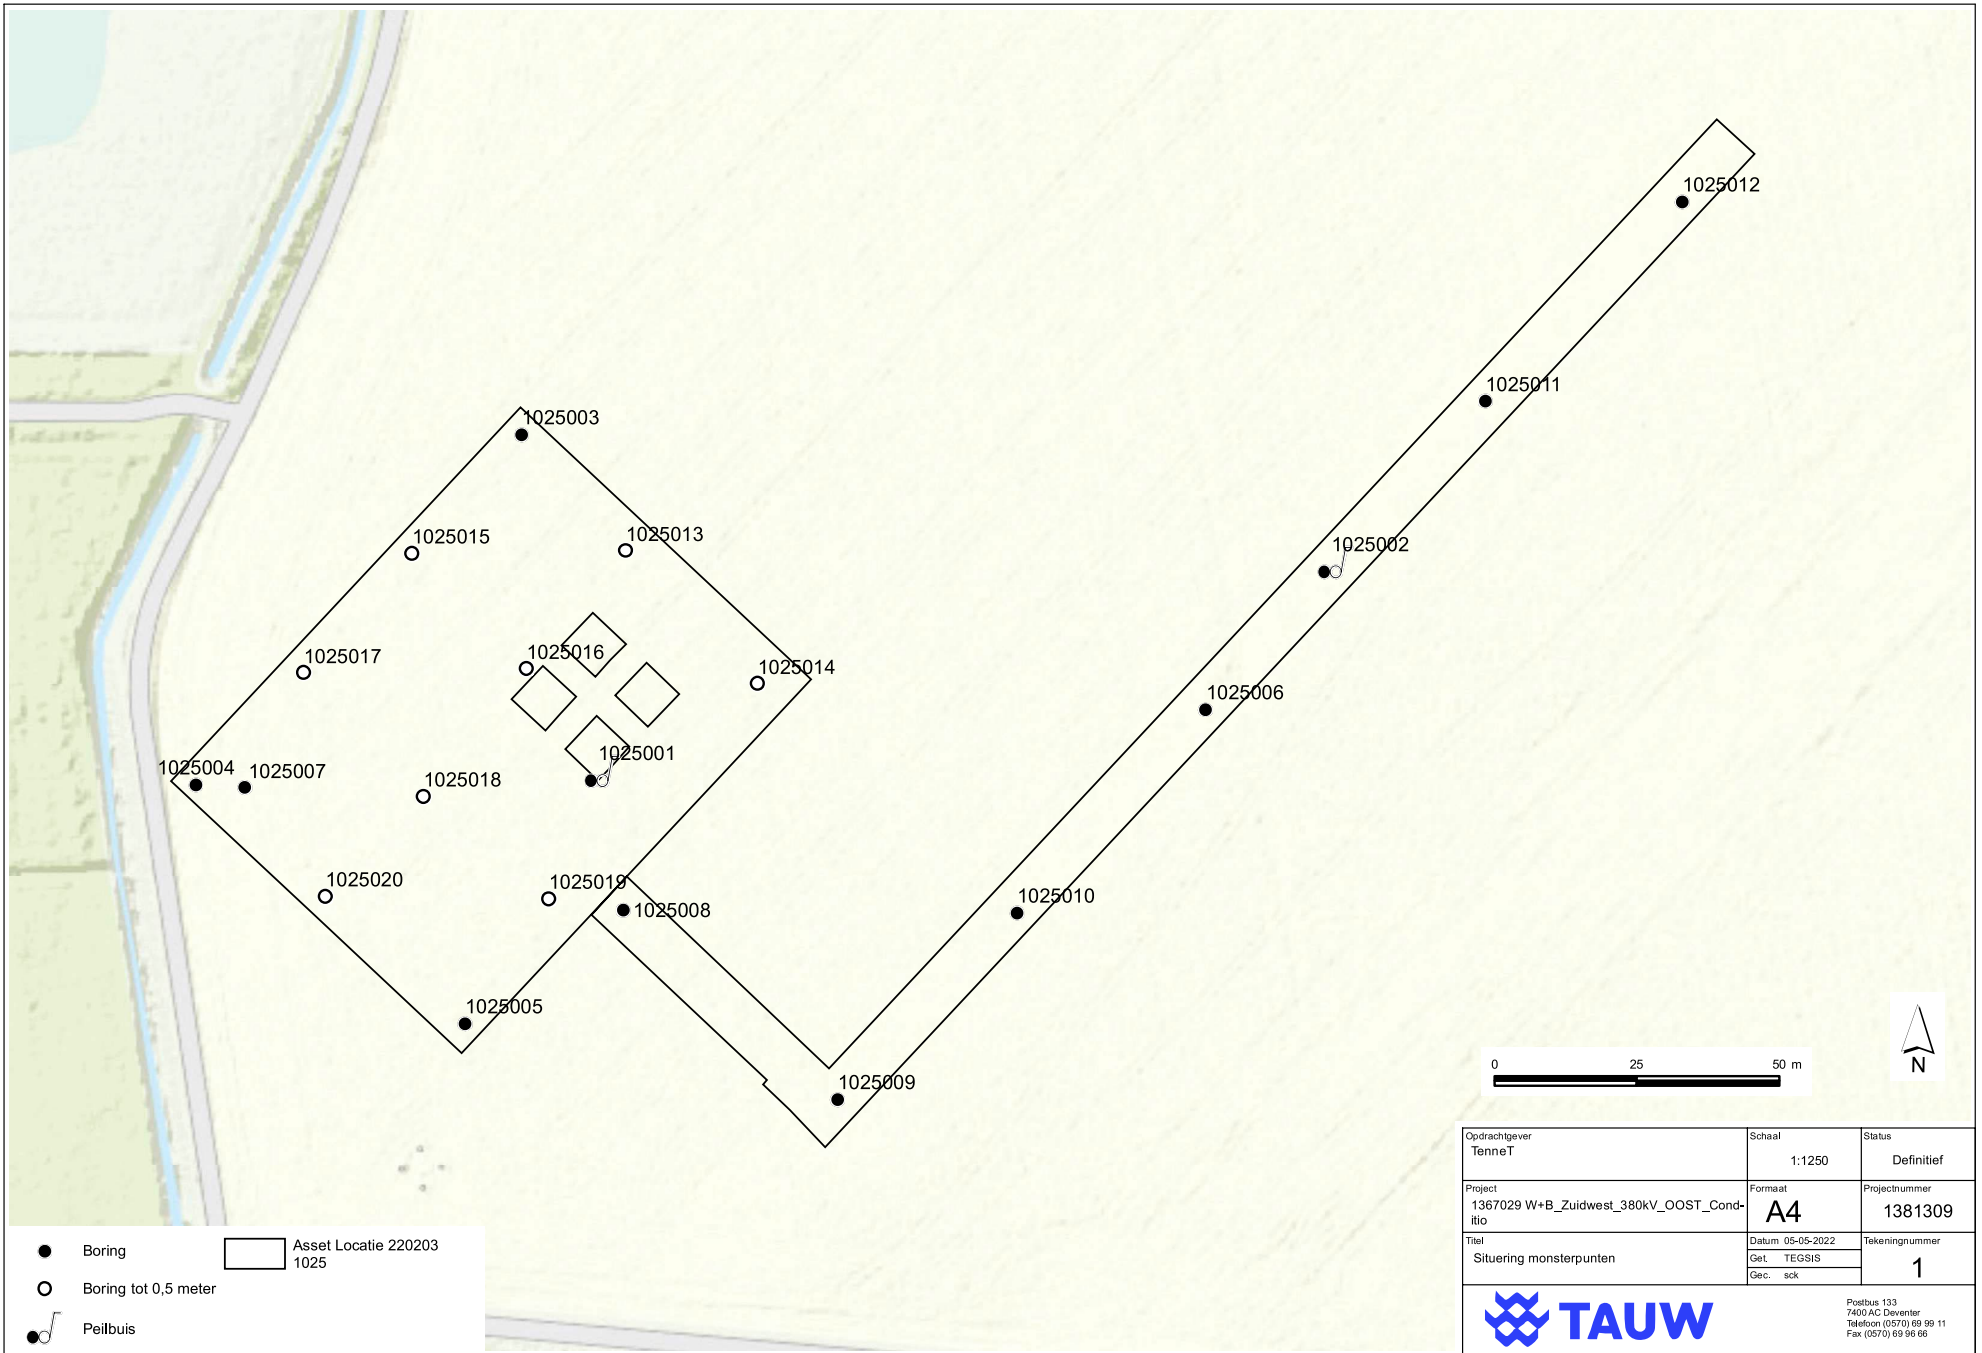 1025012
1025011
1025003
1025015
1025013
1025002
1025017
1025016
1025014
1025006
1025001
1025004
1025007
1025018
1025020
1025019
1025008
1025010
1025005
1025009
0 25 50 m
N
Opdrachtgever
TenneT
Schaal
1:1250
Status
Definitief
Project
1367029 W+B_Zuidwest_380kV_OOST_Cond-
itio
Formaat
A4
Projectnummer
1381309
Titel
Situering monsterpunten
Datum 05-05-2022
Get. TEGSIS
Gec. sck
Tekeningnummer
1
TAUW
Postbus 133
7400 AC Deventer
Telefoon (0570) 69 99 11
Fax (0570) 69 96 66
Boring
Asset Locatie 220203
1025
Boring tot 0,5 meter
Peilbuis